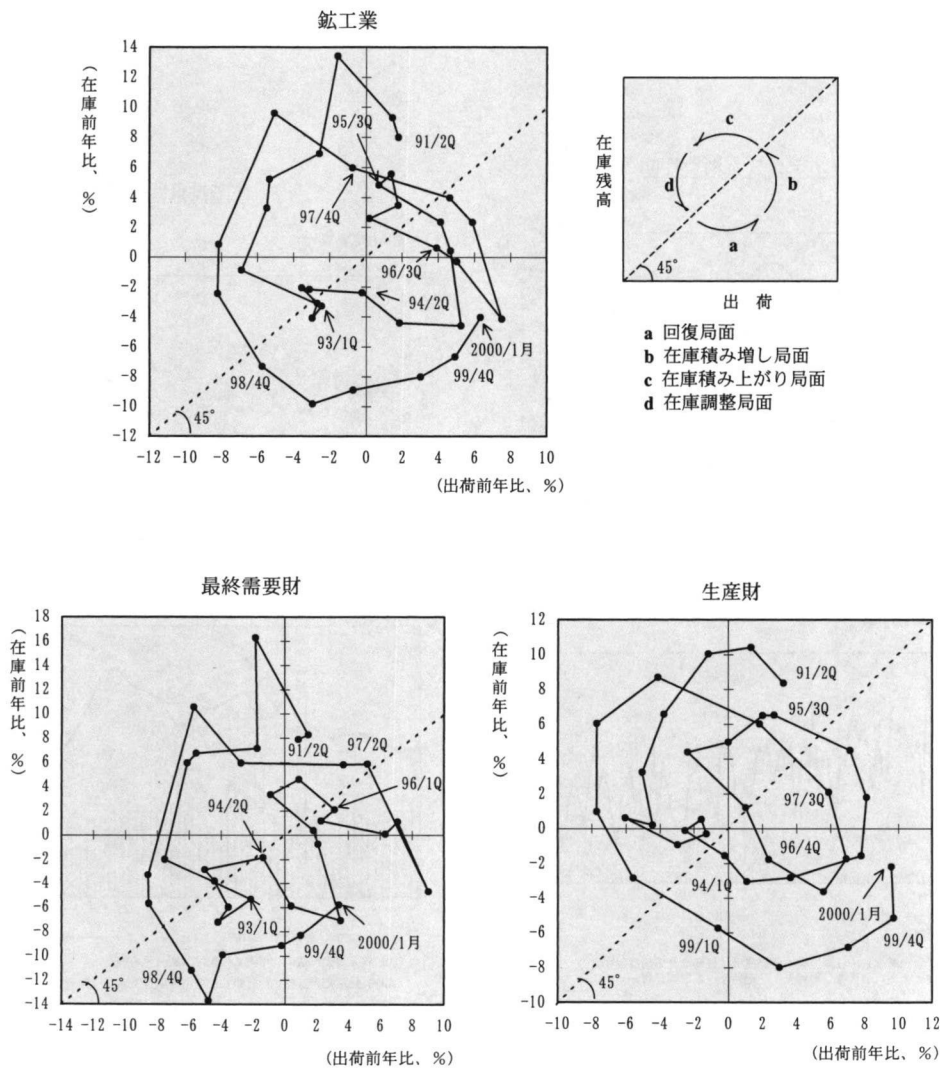 鉱工業
(在庫前年比、%)
14
12
10
8
6
4
2
0
-2
-4
-6
-8
-10
-12
95/3Q
91/2Q
97/4Q
96/3Q
94/2Q
93/1Q
2000/1月
98/4Q
99/4Q
45°
-12 -10 -8 -6 -4 -2 0 2 4 6 8 10
(出荷前年比、%)
在庫残高
c
d
b
a
45°
出 荷
a 回復局面
b 在庫積み増し局面
c 在庫積み上がり局面
d 在庫調整局面
最終需要財
(在庫前年比、%)
18
16
14
12
10
8
6
4
2
0
-2
-4
-6
-8
-10
-12
-14
91/2Q
97/2Q
96/1Q
94/2Q
93/1Q
2000/1月
99/4Q
98/4Q
45°
-14 -12 -10 -8 -6 -4 -2 0 2 4 6 8 10
(出荷前年比、%)
生産財
(在庫前年比、%)
12
10
8
6
4
2
0
-2
-4
-6
-8
-10
91/2Q
95/3Q
97/3Q
96/4Q
94/1Q
2000/1月
99/1Q
99/4Q
45°
-10 -8 -6 -4 -2 0 2 4 6 8 10 12
(出荷前年比、%)